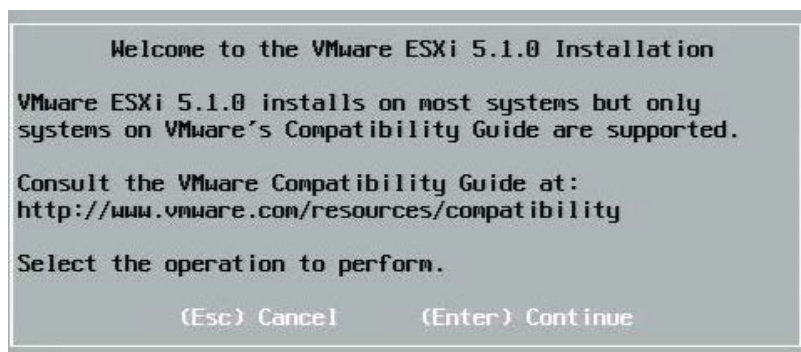 Welcome to the VMware ESXi 5.1.0 Installation
VMware ESXi 5.1.0 installs on most systems but only
systems on VMware's Compatibility Guide are supported.
Consult the VMware Compatibility Guide at:
http://www.vmware.com/resources/compatibility
Select the operation to perform.
(Esc) Cancel (Enter) Continue